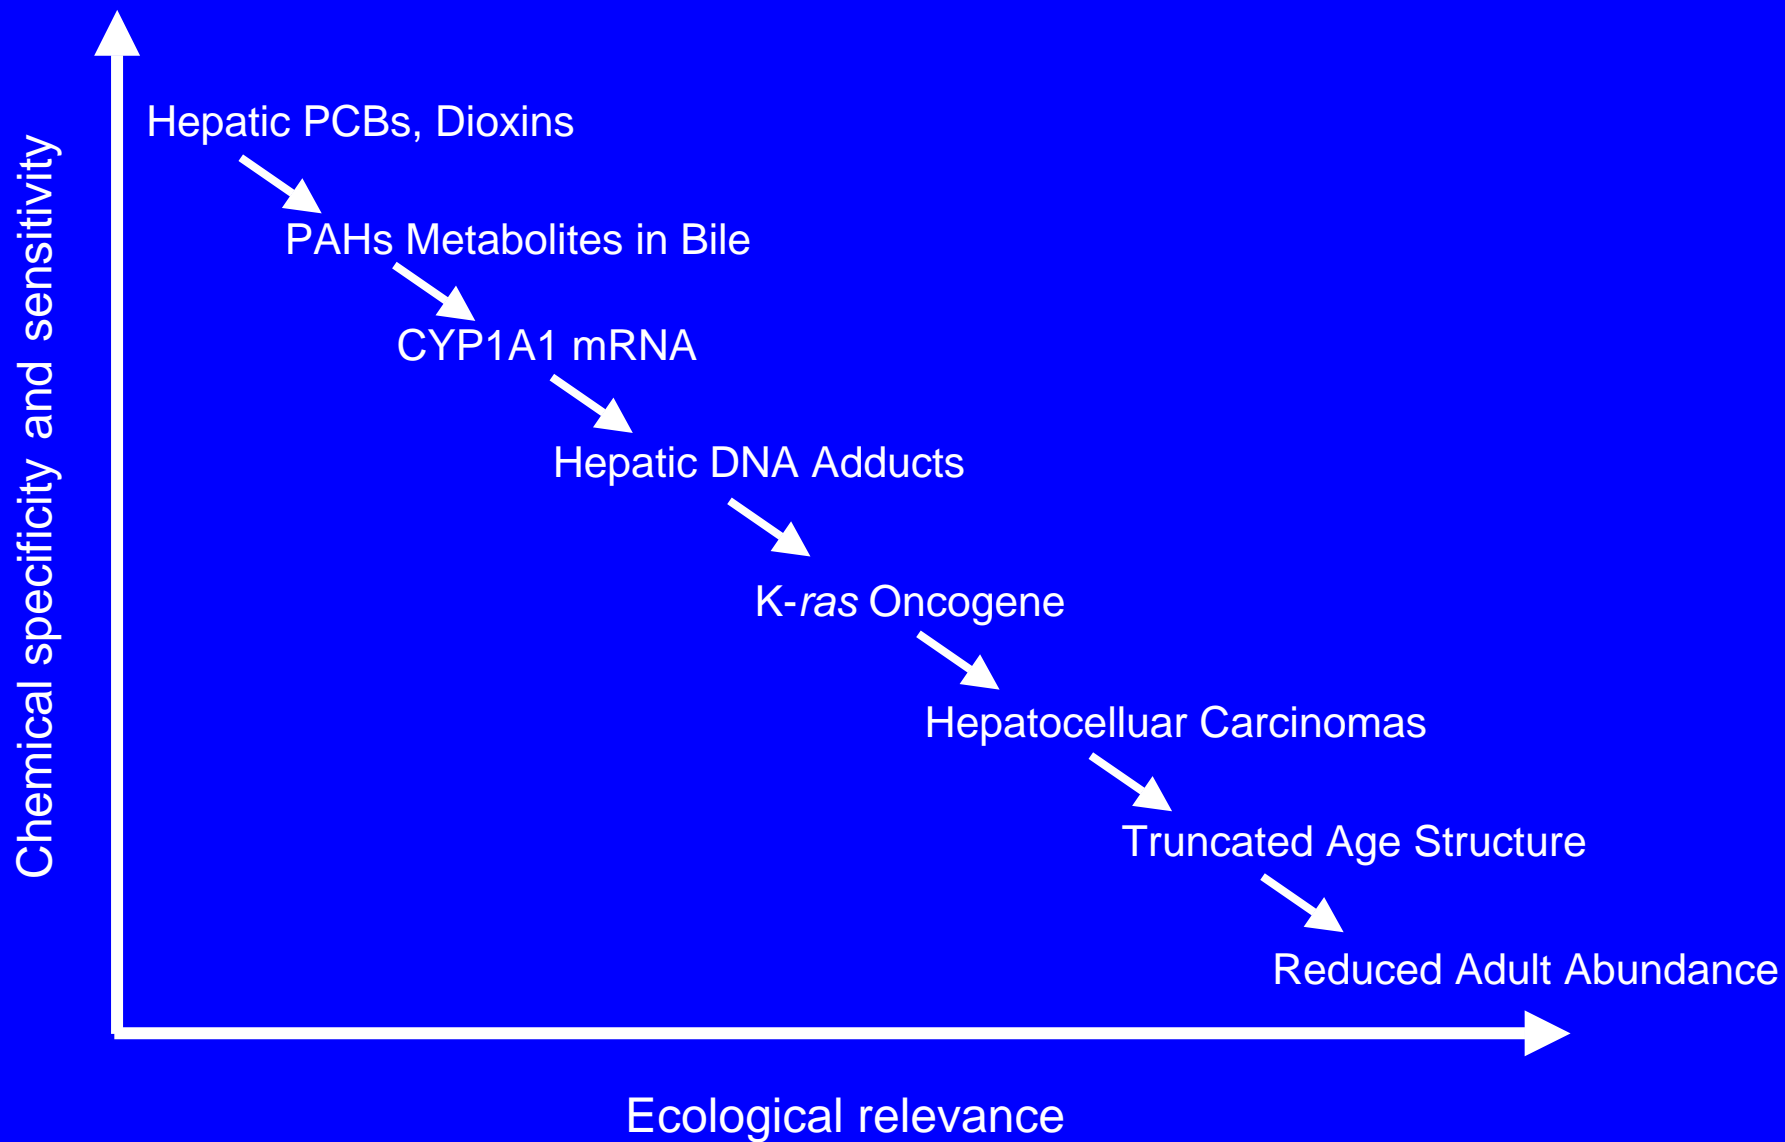 Chemical specificity and sensitivity
Hepatic PCBs, Dioxins
PAHs Metabolites in Bile
CYP1A1 mRNA
Hepatic DNA Adducts
K-ras Oncogene
Hepatocelluar Carcinomas
Truncated Age Structure
Reduced Adult Abundance
Ecological relevance